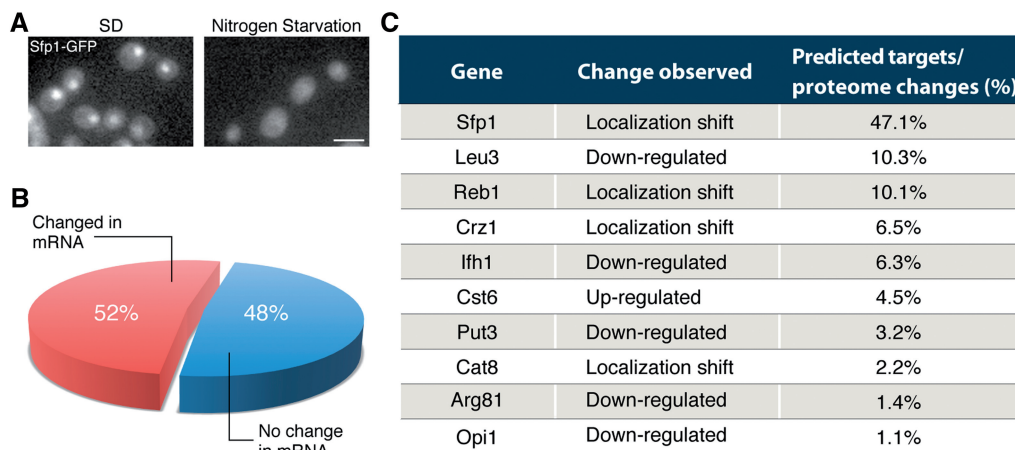 A
SD
Nitrogen Starvation
Sfp1-GFP
B
Changed in
mRNA
52%
48%
No change
in mRNA
C
Gene
Change observed
Predicted targets/
proteome changes (%)
Sfp1 Localization shift 47.1%
Leu3 Down-regulated 10.3%
Reb1 Localization shift 10.1%
Crz1 Localization shift 6.5%
Ifh1 Down-regulated 6.3%
Cst6 Up-regulated 4.5%
Put3 Down-regulated 3.2%
Cat8 Localization shift 2.2%
Arg81 Down-regulated 1.4%
Opi1 Down-regulated 1.1%